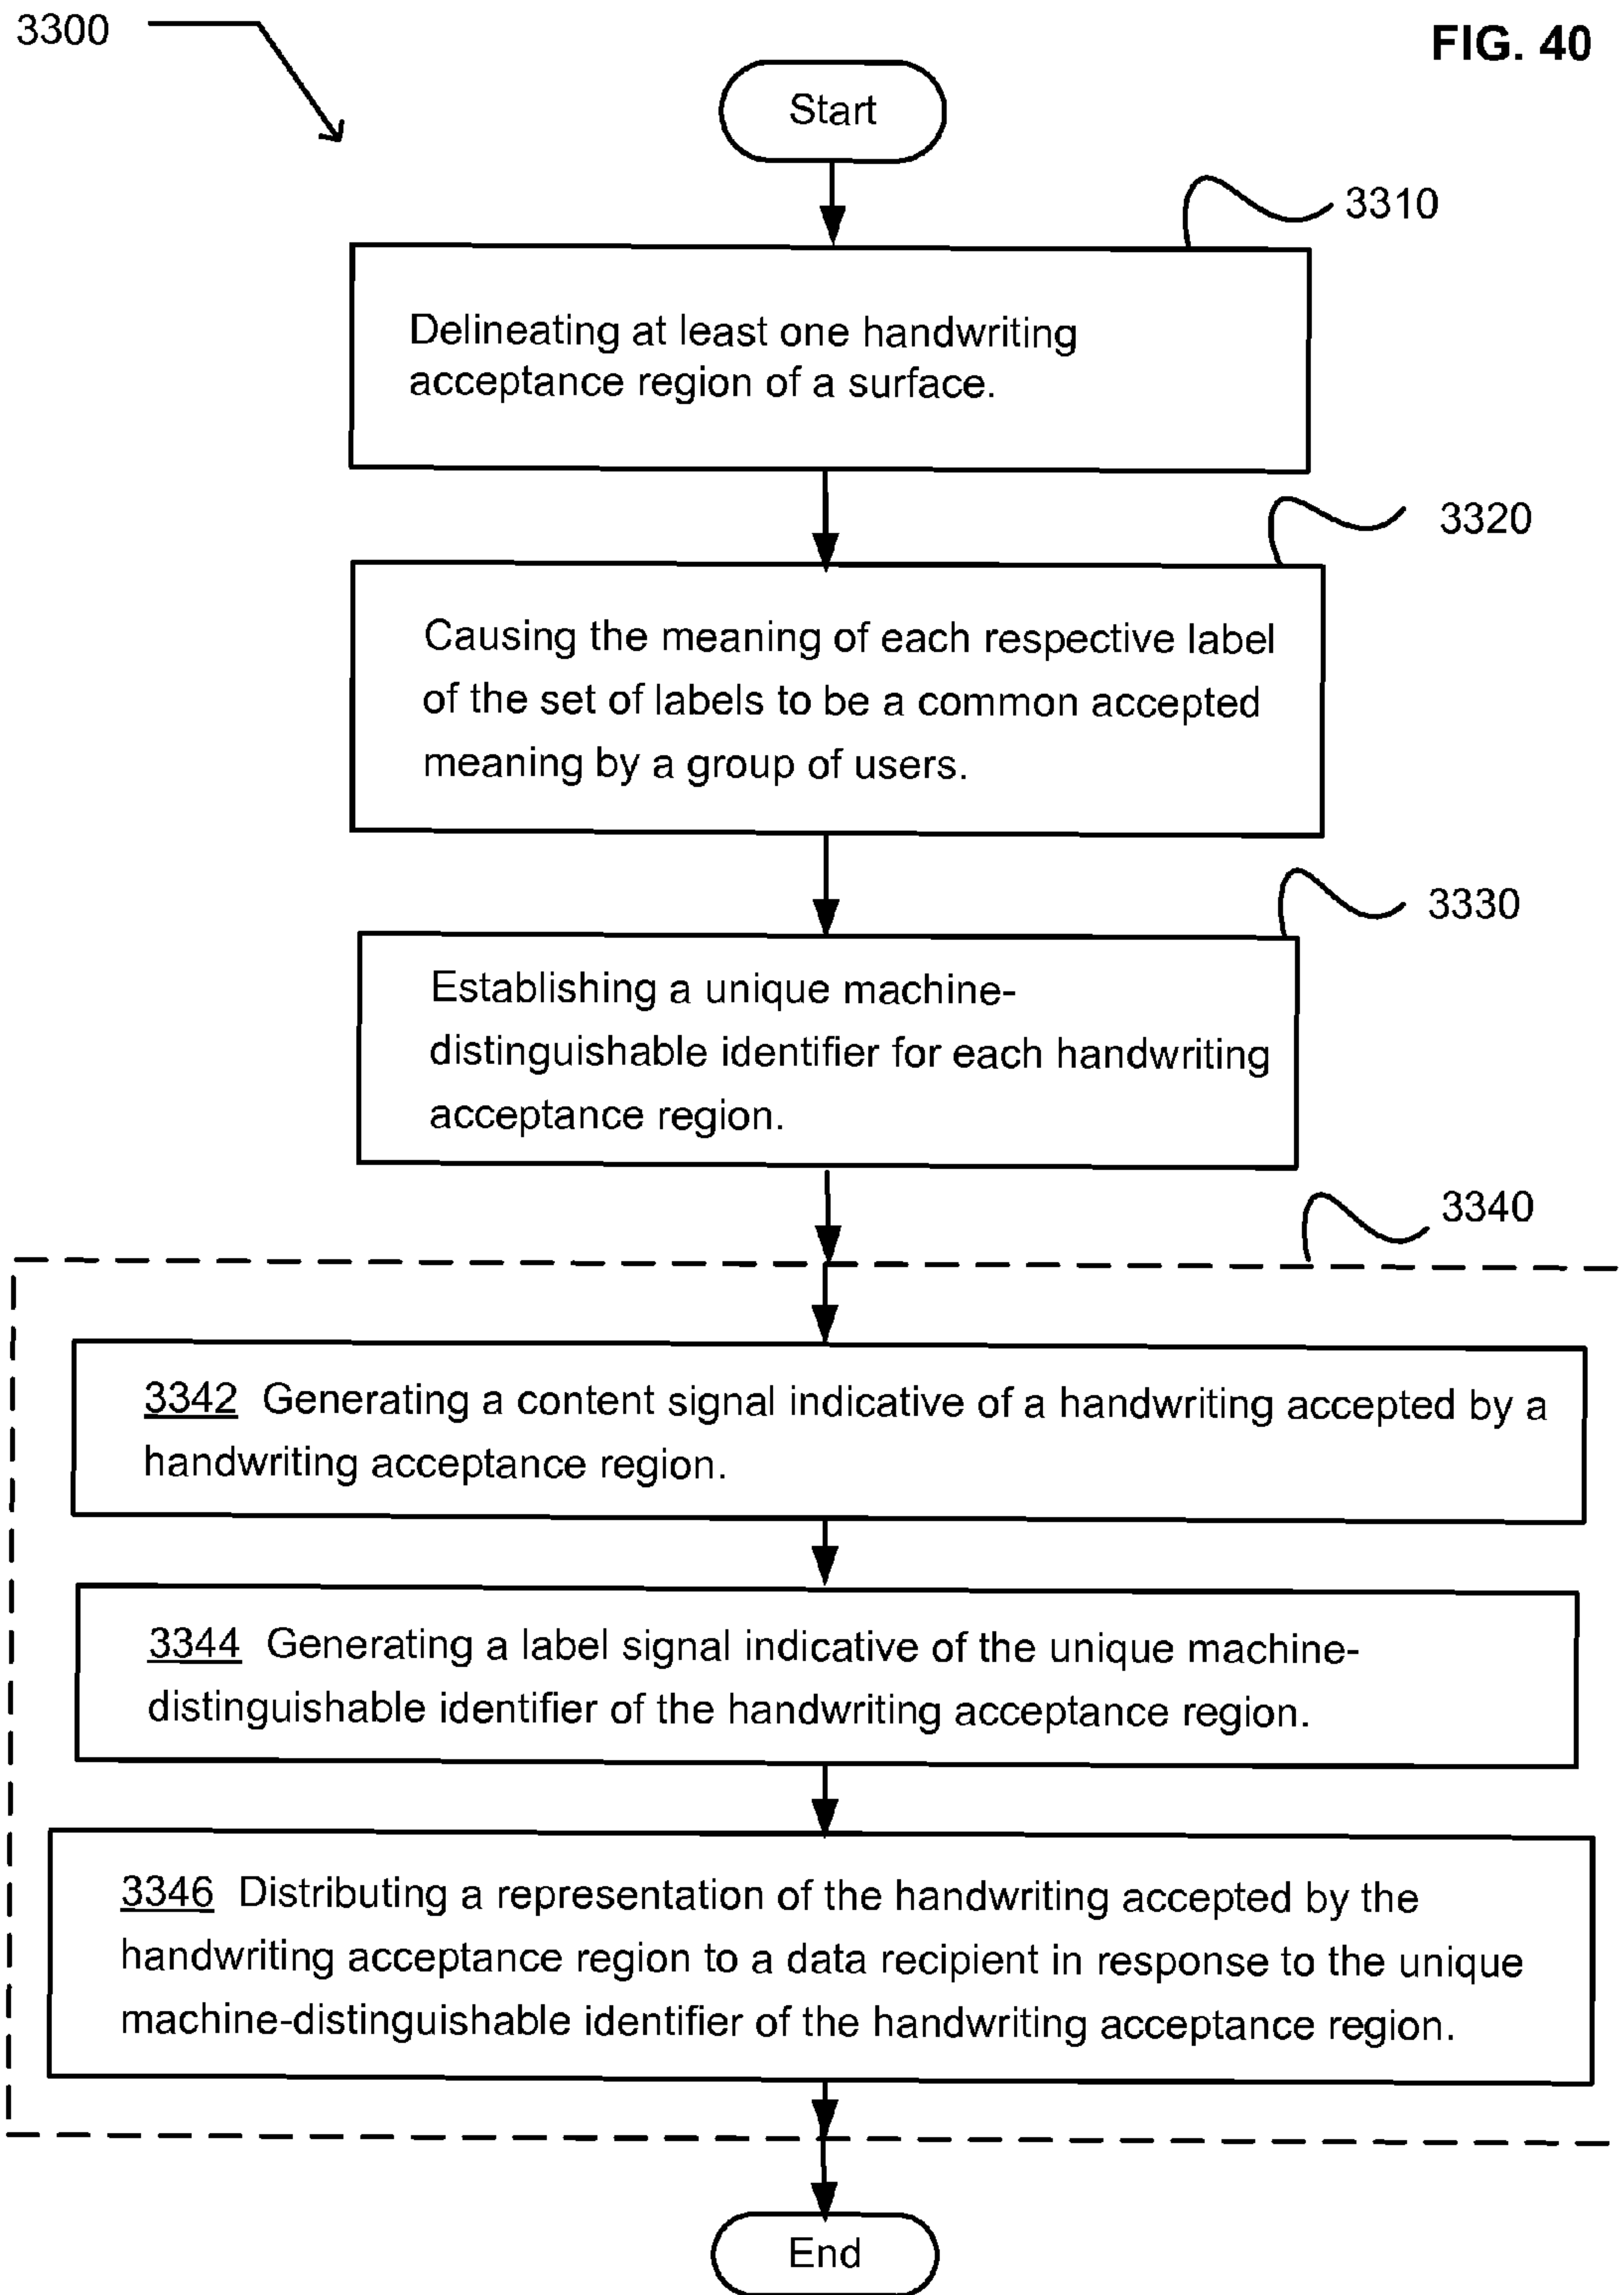 3300
FIG. 40
Start
3310
Delineating at least one handwriting
acceptance region of a surface.
3320
Causing the meaning of each respective label
of the set of labels to be a common accepted
meaning by a group of users.
3330
Establishing a unique machine-
distinguishable identifier for each handwriting
acceptance region.
3340
3342 Generating a content signal indicative of a handwriting accepted by a
handwriting acceptance region.
3344 Generating a label signal indicative of the unique machine-
distinguishable identifier of the handwriting acceptance region.
3346 Distributing a representation of the handwriting accepted by the
handwriting acceptance region to a data recipient in response to the unique
machine-distinguishable identifier of the handwriting acceptance region.
End